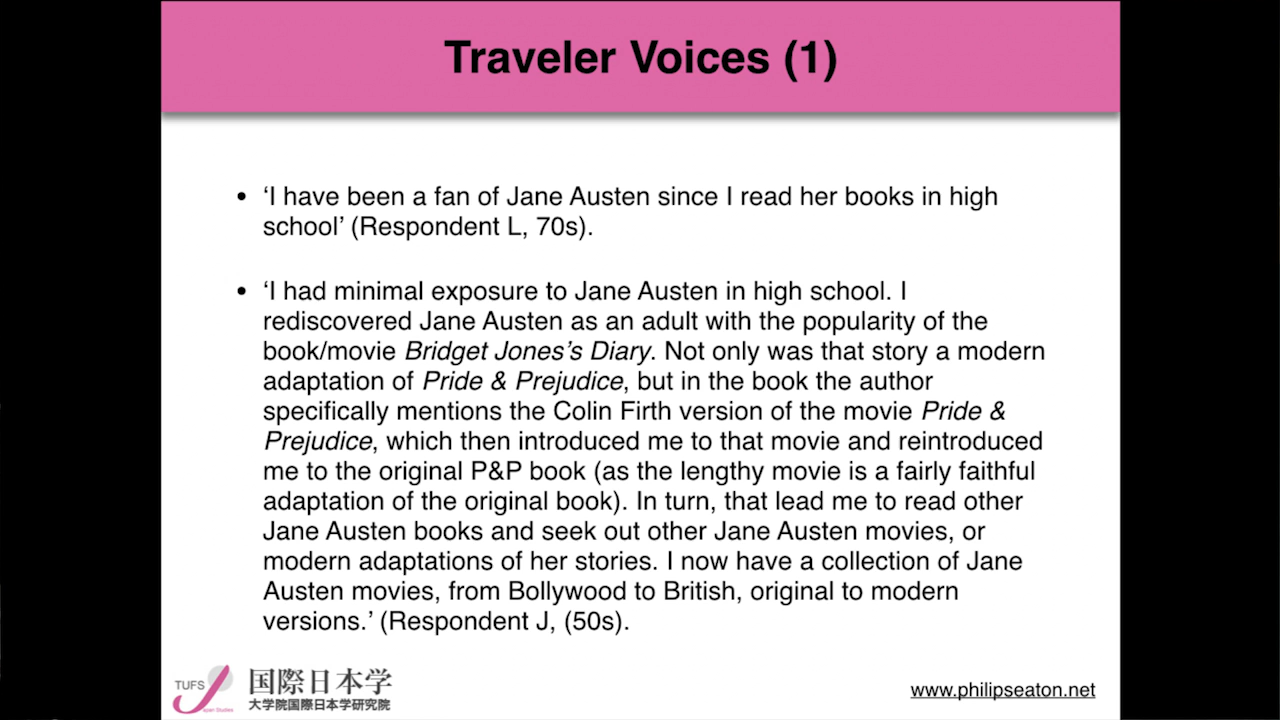 Traveler Voices (1)
• ‘I have been a fan of Jane Austen since I read her books in high
school’ (Respondent L, 70s).
• ‘I had minimal exposure to Jane Austen in high school. I
rediscovered Jane Austen as an adult with the popularity of the
book/movie Bridget Jones’s Diary. Not only was that story a modern
adaptation of Pride & Prejudice, but in the book the author
specifically mentions the Colin Firth version of the movie Pride &
Prejudice, which then introduced me to that movie and reintroduced
me to the original P&P book (as the lengthy movie is a fairly faithful
adaptation of the original book). In turn, that lead me to read other
Jane Austen books and seek out other Jane Austen movies, or
modern adaptations of her stories. I now have a collection of Jane
Austen movies, from Bollywood to British, original to modern
versions.’ (Respondent J, (50s).
TUFS
Japan Studies
国際日本学
大学院国際日本学研究院
www.philipseaton.net